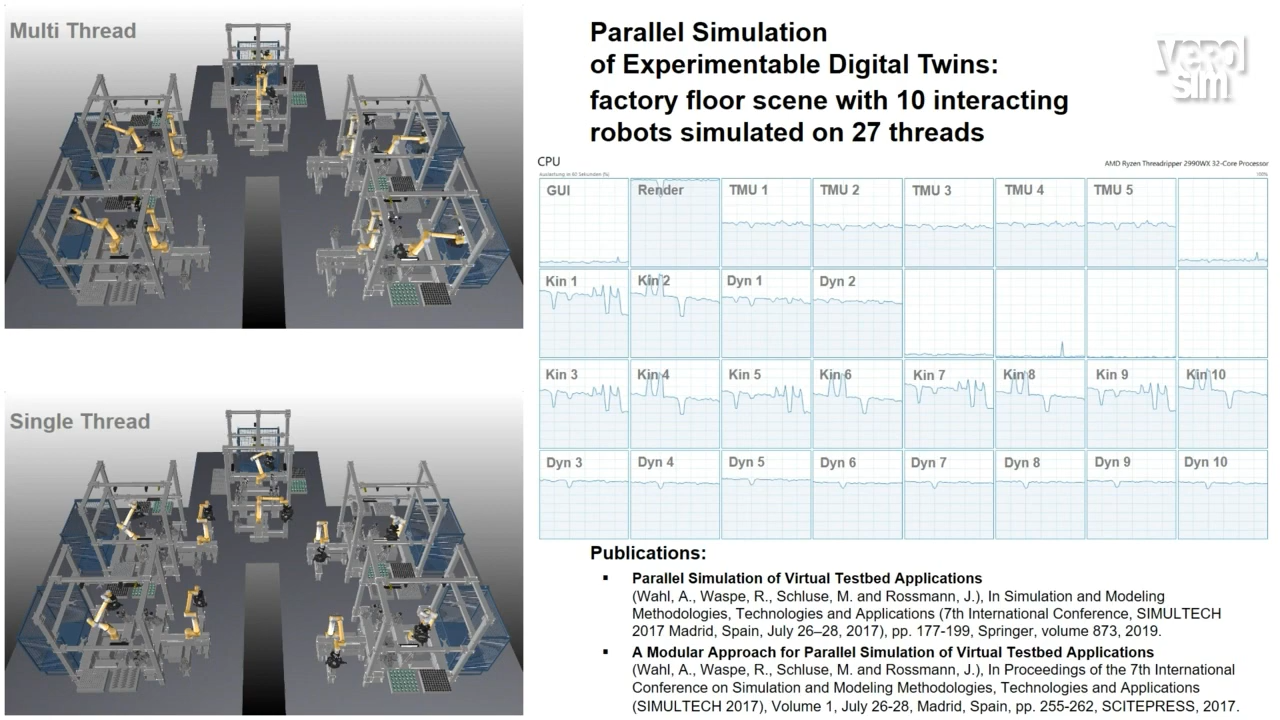 Multi Thread
Single Thread
Parallel Simulation
of Experimentable Digital Twins:
factory floor scene with 10 interacting
robots simulated on 27 threads
verosim
CPU
AMD Ryzen Threadripper 2990WX 32-Core Processor
Auslastung in 60 Sekunden (%)
100%
GUI
Render
TMU 1
TMU 2
TMU 3
TMU 4
TMU 5
Kin 1
Kin 2
Dyn 1
Dyn 2
Kin 3
Kin 4
Kin 5
Kin 6
Kin 7
Kin 8
Kin 9
Kin 10
Dyn 3
Dyn 4
Dyn 5
Dyn 6
Dyn 7
Dyn 8
Dyn 9
Dyn 10
Publications:
▪ Parallel Simulation of Virtual Testbed Applications
(Wahl, A., Waspe, R., Schluse, M. and Rossmann, J.), In Simulation and Modeling
Methodologies, Technologies and Applications (7th International Conference, SIMULTECH
2017 Madrid, Spain, July 26–28, 2017), pp. 177-199, Springer, volume 873, 2019.
▪ A Modular Approach for Parallel Simulation of Virtual Testbed Applications
(Wahl, A., Waspe, R., Schluse, M. and Rossmann, J.), In Proceedings of the 7th International
Conference on Simulation and Modeling Methodologies, Technologies and Applications
(SIMULTECH 2017), Volume 1, July 26-28, Madrid, Spain, pp. 255-262, SCITEPRESS, 2017.